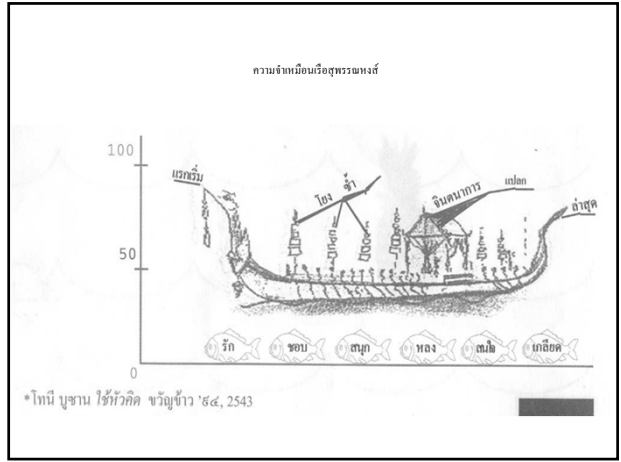 ความจำเหมือนเรือสุพรรณหงส์
100
แรกเริ่ม
โยง
ซ้ำ
จินตนาการ
แปลก
ล่าสุด
50
รัก
ชอบ
สนุก
หลง
สนใจ
เกลียด
0
*โทนี บูซาน ใช้หัวคิด ขวัญข้าว '๙๔, 2543